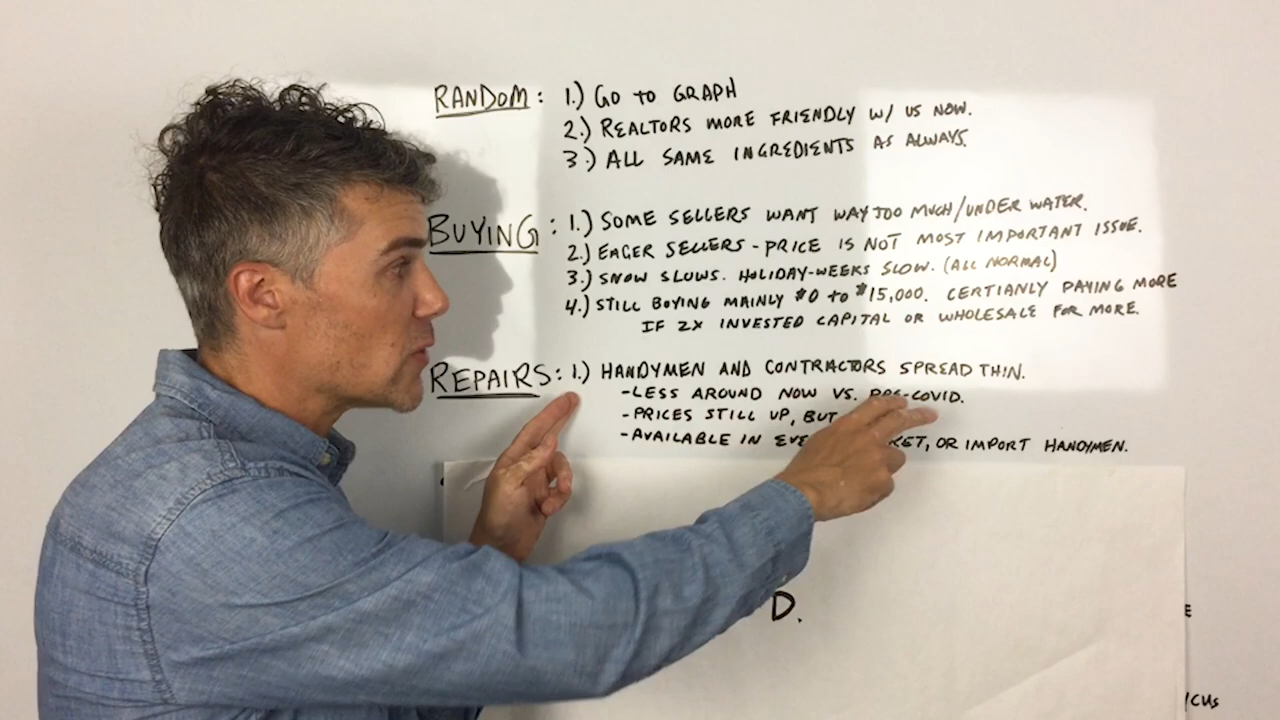 RANDOM: 1.) GO TO GRAPH
2.) REALTORS MORE FRIENDLY W/ US NOW.
3.) ALL SAME INGREDIENTS AS ALWAYS.
BUYING: 1.) SOME SELLERS WANT WAY TOO MUCH/UNDER WATER.
2.) EAGER SELLERS - PRICE IS NOT MOST IMPORTANT ISSUE.
3.) SNOW SLOWS. HOLIDAY-WEEKS SLOW. (ALL NORMAL)
4.) STILL BUYING MAINLY $0 TO $15,000. CERTIANLY PAYING MORE
IF 2X INVESTED CAPITAL OR WHOLESALE FOR MORE.
REPAIRS: 1.) HANDYMEN AND CONTRACTORS SPREAD THIN.
-LESS AROUND NOW VS. PRE-COVID.
-PRICES STILL UP, BUT
-AVAILABLE IN OR IMPORT HANDYMEN.
D.
E